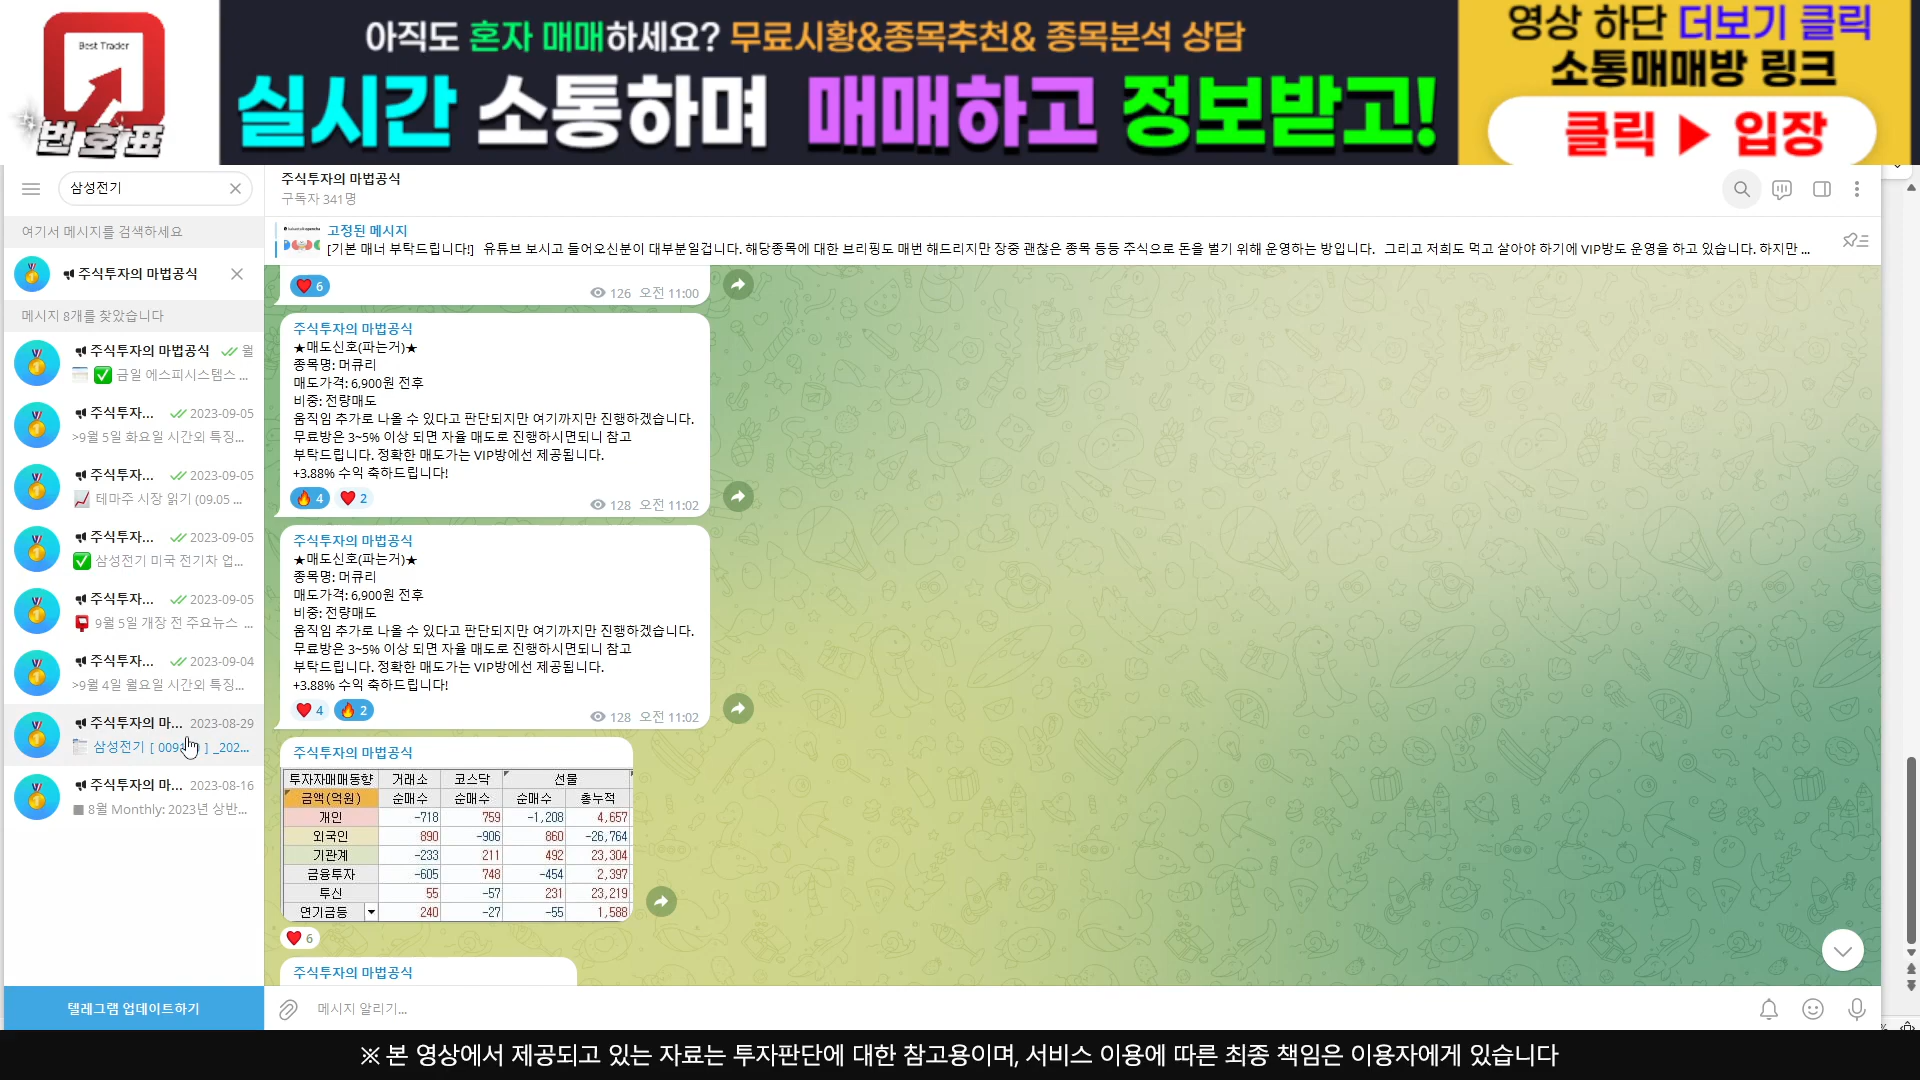 Best Trader
번호표
아직도 혼자 매매하세요? 무료시황&종목추천& 종목분석 상담
실시간 소통하며 매매하고 정보받고!
영상 하단 더보기 클릭
소통매매방 링크
클릭 ▶ 입장
삼성전기
여기서 메시지를 검색하세요
주식투자의 마법공식
메시지 8개를 찾았습니다
주식투자의 마법공식 월
✅ 금일 에스피시스템스 ...
주식투자... 2023-09-05
>9월 5일 화요일 시간외 특징...
주식투자... 2023-09-05
테마주 시장 읽기 (09.05 ...
주식투자... 2023-09-05
✅ 삼성전기 미국 전기차 업...
주식투자... 2023-09-05
9월 5일 개장 전 주요뉴스 ...
주식투자... 2023-09-04
>9월 4일 월요일 시간외 특징...
주식투자의 마... 2023-08-29
삼성전기 [ ] _202...
주식투자의 마... 2023-08-16
■ 8월 Monthly: 2023년 상반...
텔레그램 업데이트하기
주식투자의 마법공식
구독자 341명
고정된 메시지
[기본 매너 부탁드립니다!] 유튜브 보시고 들어오신분이 대부분일겁니다. 해당종목에 대한 브리핑도 매번 해드리지만 장중 괜찮은 종목 등등 주식으로 돈을 벌기 위해 운영하는 방입니다. 그리고 저희도 먹고 살아야 하기에 VIP방도 운영을 하고 있습니다. 하지만 ...
❤️ 6
126 오전 11:00
주식투자의 마법공식
★매도신호(파는거)★
종목명: 머큐리
매도가격: 6,900원 전후
비중: 전량매도
움직임 추가로 나올 수 있다고 판단되지만 여기까지만 진행하겠습니다.
무료방은 3~5% 이상 되면 자율 매도로 진행하시면되니 참고
부탁드립니다. 정확한 매도가는 VIP방에선 제공됩니다.
+3.88% 수익 축하드립니다!
🔥 4 ❤️ 2
128 오전 11:02
주식투자의 마법공식
★매도신호(파는거)★
종목명: 머큐리
매도가격: 6,900원 전후
비중: 전량매도
움직임 추가로 나올 수 있다고 판단되지만 여기까지만 진행하겠습니다.
무료방은 3~5% 이상 되면 자율 매도로 진행하시면되니 참고
부탁드립니다. 정확한 매도가는 VIP방에선 제공됩니다.
+3.88% 수익 축하드립니다!
❤️ 4 🔥 2
128 오전 11:02
주식투자의 마법공식
투자자매매동향 거래소 코스닥 선물
금액(억원) 순매수 순매수 순매수 총누적
개인 -718 759 -1,208 4,657
외국인 890 -906 860 -26,764
기관계 -233 211 492 23,304
금융투자 -605 748 -454 2,397
투신 55 -57 231 23,219
연기금등 240 -27 -55 1,588
❤️ 6
주식투자의 마법공식
메시지 알리기...
※ 본 영상에서 제공되고 있는 자료는 투자판단에 대한 참고용이며, 서비스 이용에 따른 최종 책임은 이용자에게 있습니다